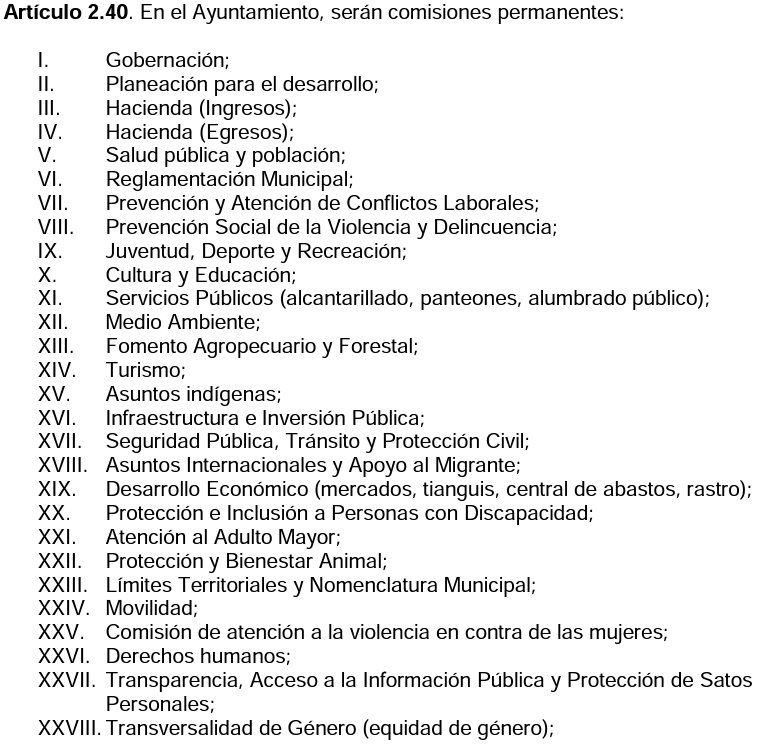 Artículo 2.40. En el Ayuntamiento, serán comisiones permanentes:
I. Gobernación;
II. Planeación para el desarrollo;
III. Hacienda (Ingresos);
IV. Hacienda (Egresos);
V. Salud pública y población;
VI. Reglamentación Municipal;
VII. Prevención y Atención de Conflictos Laborales;
VIII. Prevención Social de la Violencia y Delincuencia;
IX. Juventud, Deporte y Recreación;
X. Cultura y Educación;
XI. Servicios Públicos (alcantarillado, panteones, alumbrado público);
XII. Medio Ambiente;
XIII. Fomento Agropecuario y Forestal;
XIV. Turismo;
XV. Asuntos indígenas;
XVI. Infraestructura e Inversión Pública;
XVII. Seguridad Pública, Tránsito y Protección Civil;
XVIII. Asuntos Internacionales y Apoyo al Migrante;
XIX. Desarrollo Económico (mercados, tianguis, central de abastos, rastro);
XX. Protección e Inclusión a Personas con Discapacidad;
XXI. Atención al Adulto Mayor;
XXII. Protección y Bienestar Animal;
XXIII. Límites Territoriales y Nomenclatura Municipal;
XXIV. Movilidad;
XXV. Comisión de atención a la violencia en contra de las mujeres;
XXVI. Derechos humanos;
XXVII. Transparencia, Acceso a la Información Pública y Protección de Satos
Personales;
XXVIII. Transversalidad de Género (equidad de género);